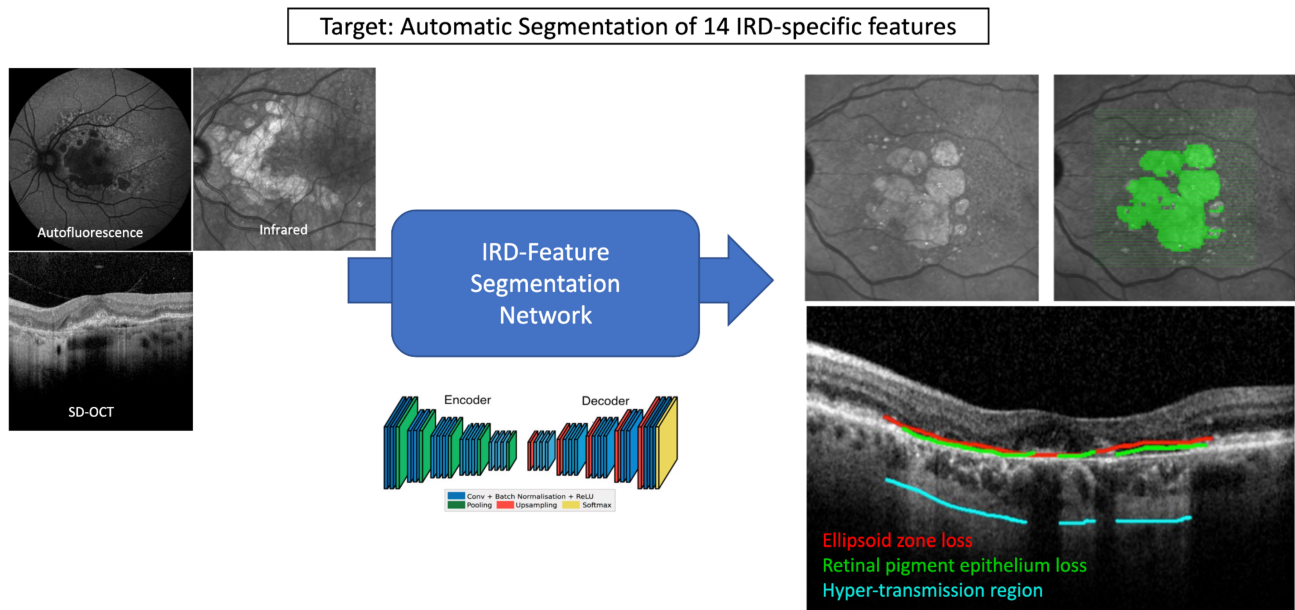 Target: Automatic Segmentation of 14 IRD-specific features
Autofluorescence
Infrared
SD-OCT
IRD-Feature
Segmentation
Network
Encoder
Decoder
Conv + Batch Normalisation + ReLU
Pooling
Upsampling
Softmax
Ellipsoid zone loss
Retinal pigment epithelium loss
Hyper-transmission region